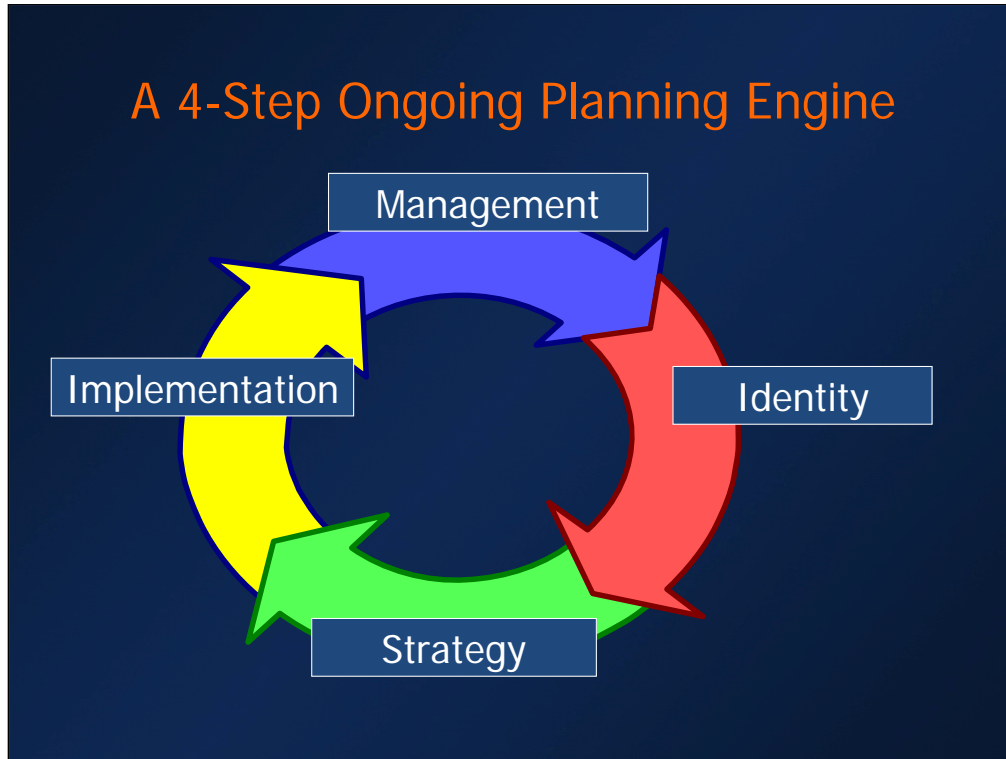 A 4-Step Ongoing Planning Engine
Management
Implementation
Identity
Strategy